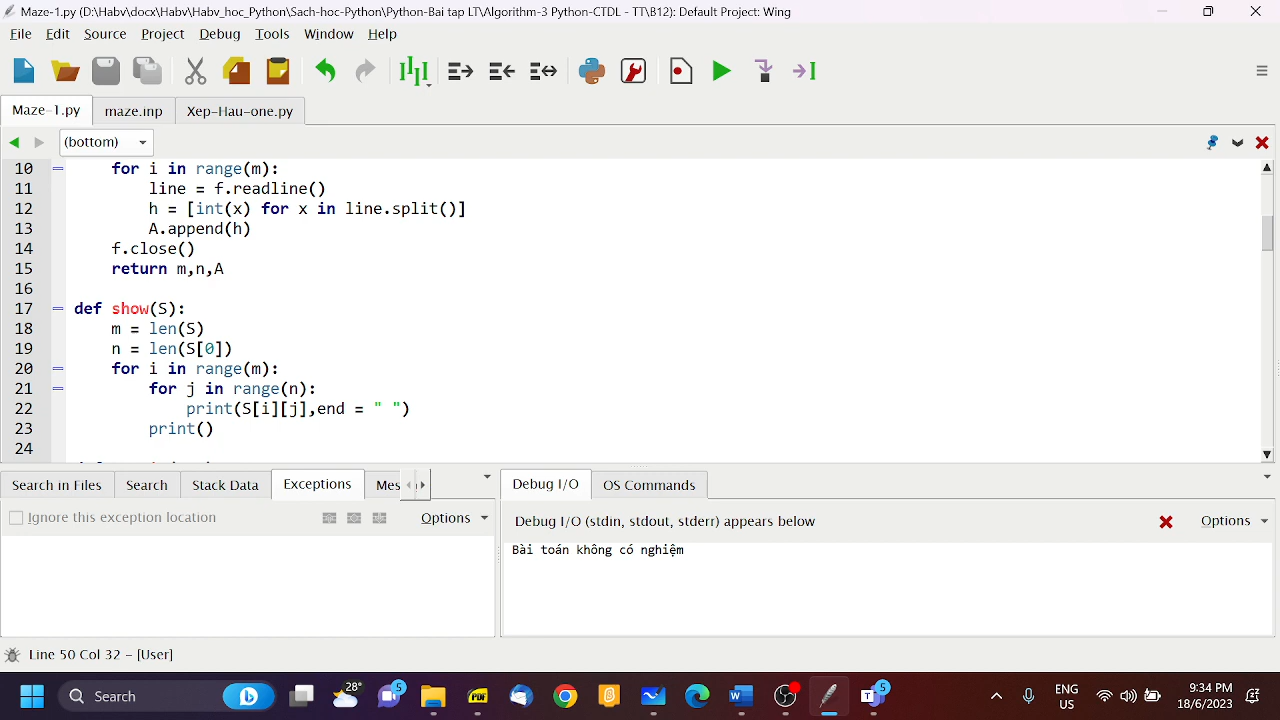 Maze-1.py (D:\Habv\docx\Habv\Habv_hoc_Python\Sach-hoc-Python\Python-Bai tap LT\Algorithm-3 Python-CTDL - TT\B12): Default Project: Wing
File Edit Source Project Debug Tools Window Help
Maze-1.py maze.inp Xep-Hau-one.py
(bottom)
10 for i in range(m):
11 line = f.readline()
12 h = [int(x) for x in line.split()]
13 A.append(h)
14 f.close()
15 return m,n,A
16
17 def show(S):
18 m = len(S)
19 n = len(S[0])
20 for i in range(m):
21 for j in range(n):
22 print(S[i][j],end = " ")
23 print()
24
Search in Files Search Stack Data Exceptions Mes Debug I/O OS Commands
Ignore this exception location Options Debug I/O (stdin, stdout, stderr) appears below Options
Bài toán không có nghiệm
Line 50 Col 32 – [User]
Search 28° 5 PDF 5 ENG US 9:34 PM 18/6/2023